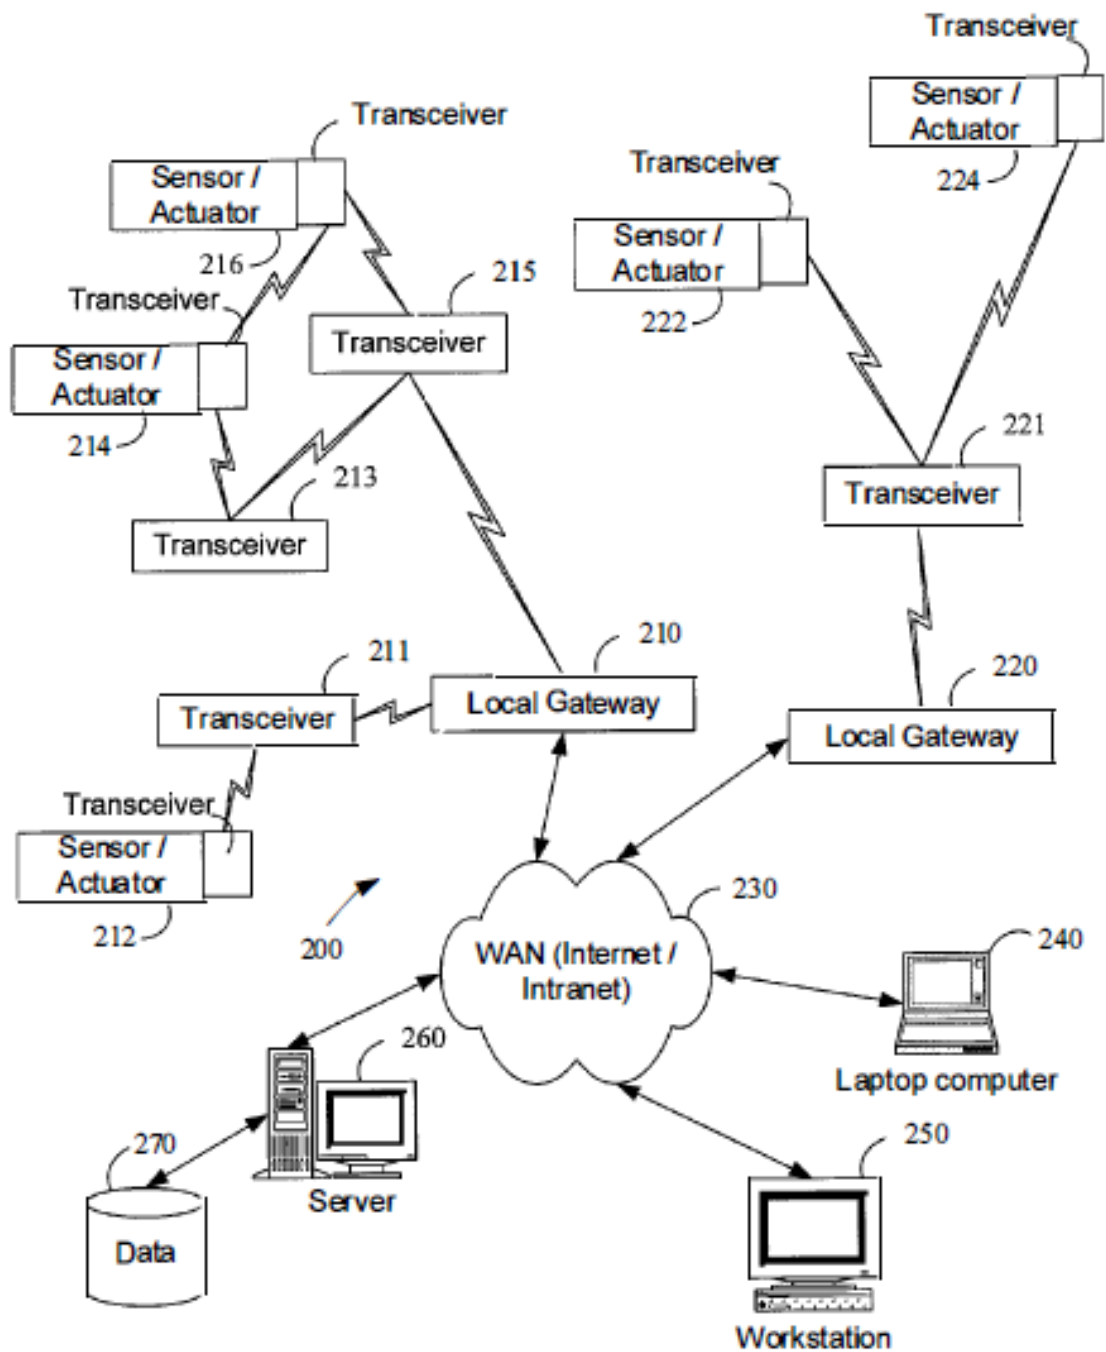 Transceiver
Sensor /
Actuator
224
Transceiver
Sensor /
Actuator
216
Transceiver
Sensor /
Actuator
222
215
Transceiver
Transceiver
Sensor /
Actuator
214
221
Transceiver
213
Transceiver
210
Local Gateway
211
Transceiver
220
Local Gateway
Transceiver
Sensor /
Actuator
212
200
230
WAN (Internet /
Intranet)
240
Laptop computer
260
Server
270
Data
250
Workstation